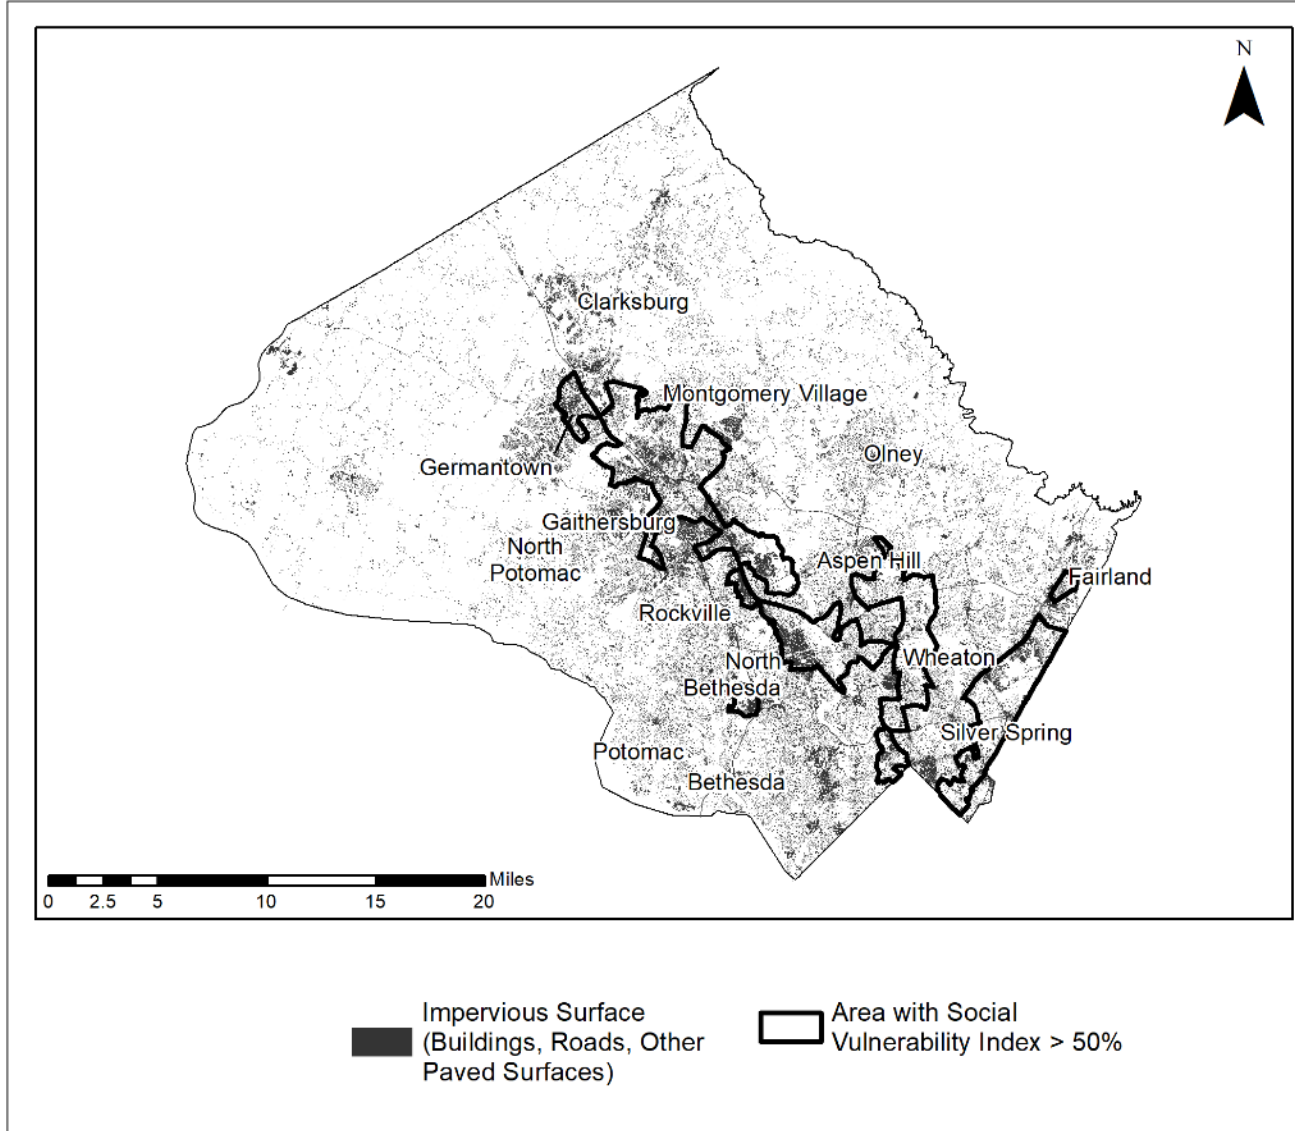 N
Clarksburg
Montgomery Village
Olney
Germantown
Gaithersburg
North
Potomac
Aspen Hill
Fairland
Rockville
North
Bethesda
Wheaton
Silver Spring
Potomac
Bethesda
Miles
0 2.5 5 10 15 20
Impervious Surface
(Buildings, Roads, Other
Paved Surfaces)
Area with Social
Vulnerability Index > 50%